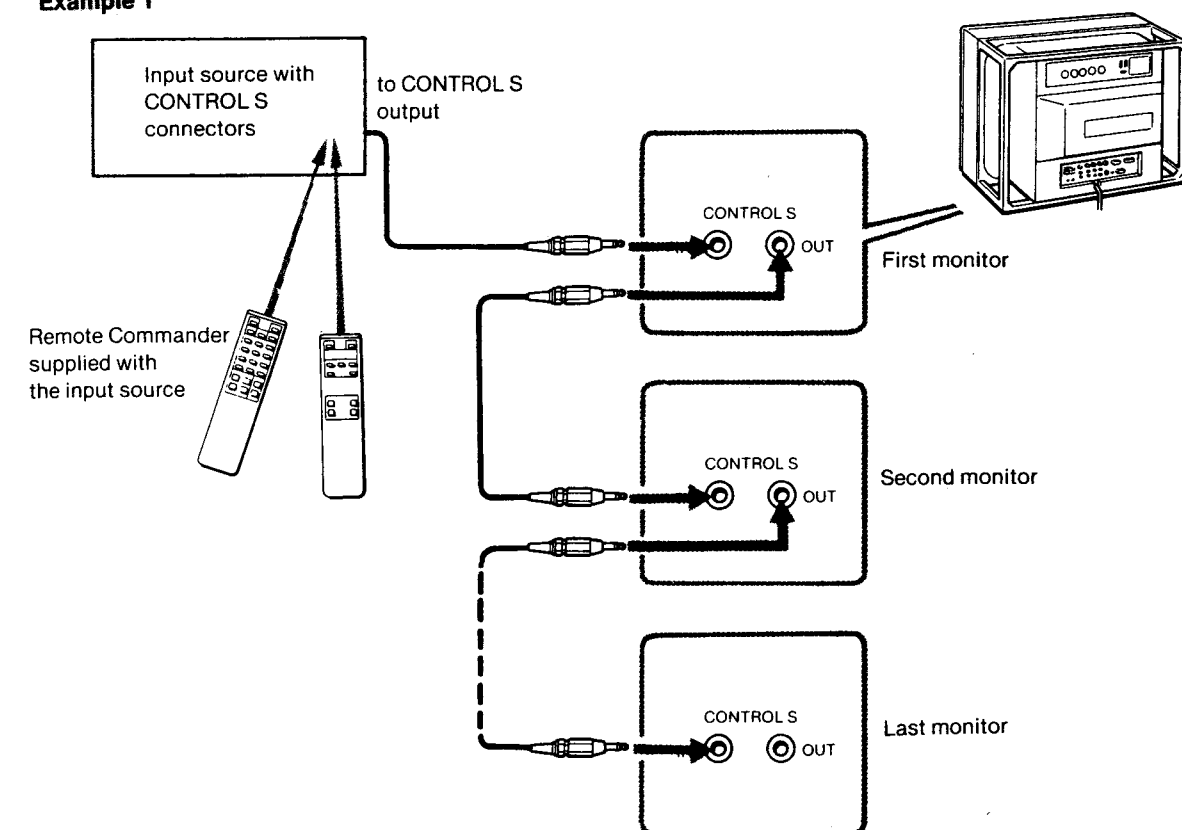 Example 1
Input source with
CONTROL S
connectors
to CONTROL S
output
CONTROL S
OUT
First monitor
Remote Commander
supplied with
the input source
CONTROL S
OUT
Second monitor
CONTROL S
OUT
Last monitor